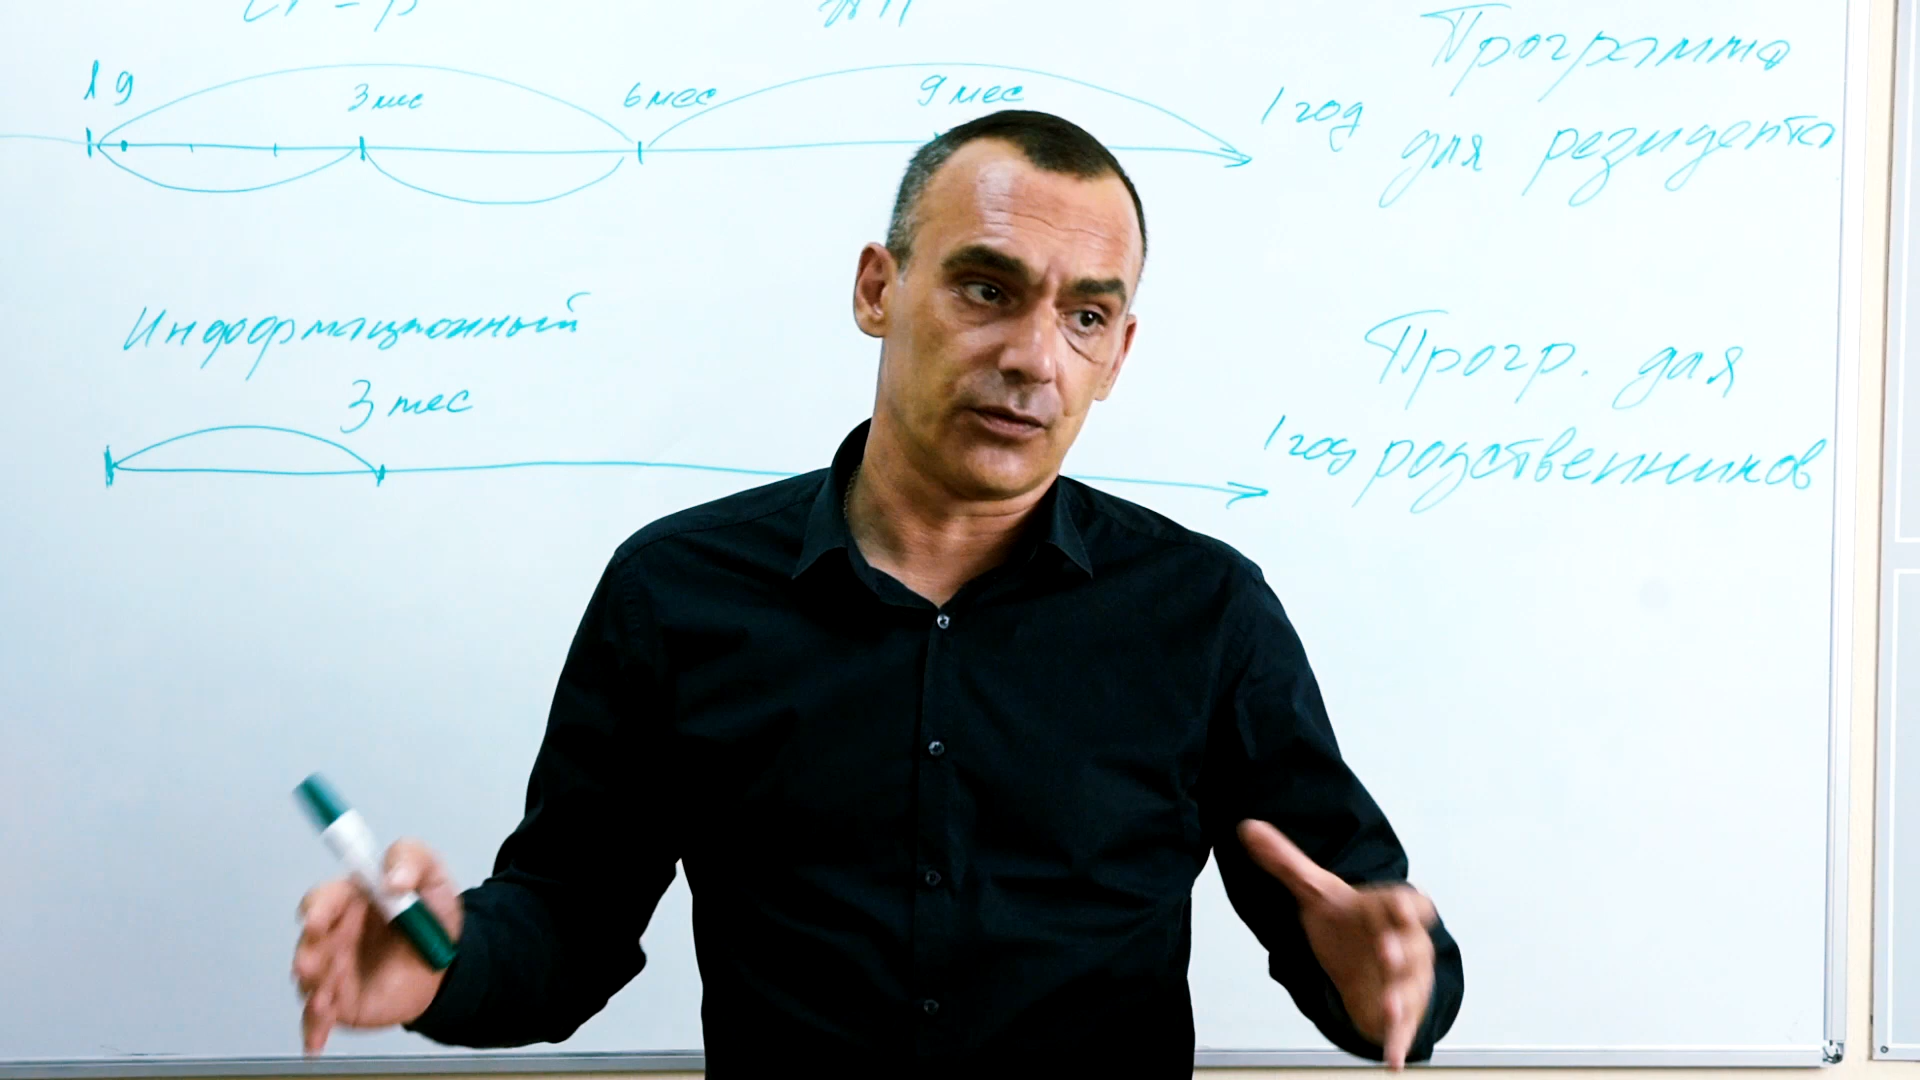 Программа
1 д 3 мес 6 мес 9 мес 1 год
для резидента
Информационный
Прогр. для
3 мес
1 год родственников